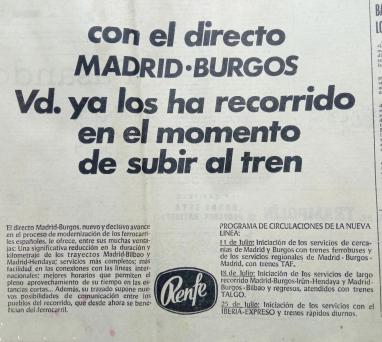 con el directo
MADRID·BURGOS
Vd. ya los ha recorrido
en el momento
de subir al tren
El directo Madrid-Burgos, nuevo y decisivo avance
en el proceso de modernización de los ferrocarri-
les españoles, le ofrece, entre sus muchas venta-
jas: Una significativa reducción en la duración y
kilometraje de los trayectos Madrid-Bilbao y
Madrid-Hendaya; servicios más completos; más
facilidad en las conexiones con las líneas inter-
nacionales; mejores horarios que permiten el
pleno aprovechamiento de su tiempo en las es-
tancias... Además, su trazado supone nue-
vas posibilidades de comunicación entre los
pueblos del recorrido, que desde ahora se benefi-
cian del ferrocarril.
Renfe
PROGRAMA DE CIRCULACIONES DE LA NUEVA
LINEA:
11 de Julio: Iniciación de los servicios de cerca-
nías de Madrid y Burgos con trenes ferrobuses y
de los servicios regionales de Madrid-Burgos-
Madrid, con trenes TAF.
18 de Julio: Iniciación de los servicios de largo
recorrido Madrid-Burgos-Irún-Hendaya y Madrid-
Burgos-Bilbao y regresos, atendidos con trenes
TALGO.
25 de Julio: Iniciación de los servicios con el
IBERIA-EXPRESO y trenes rápidos diurnos.